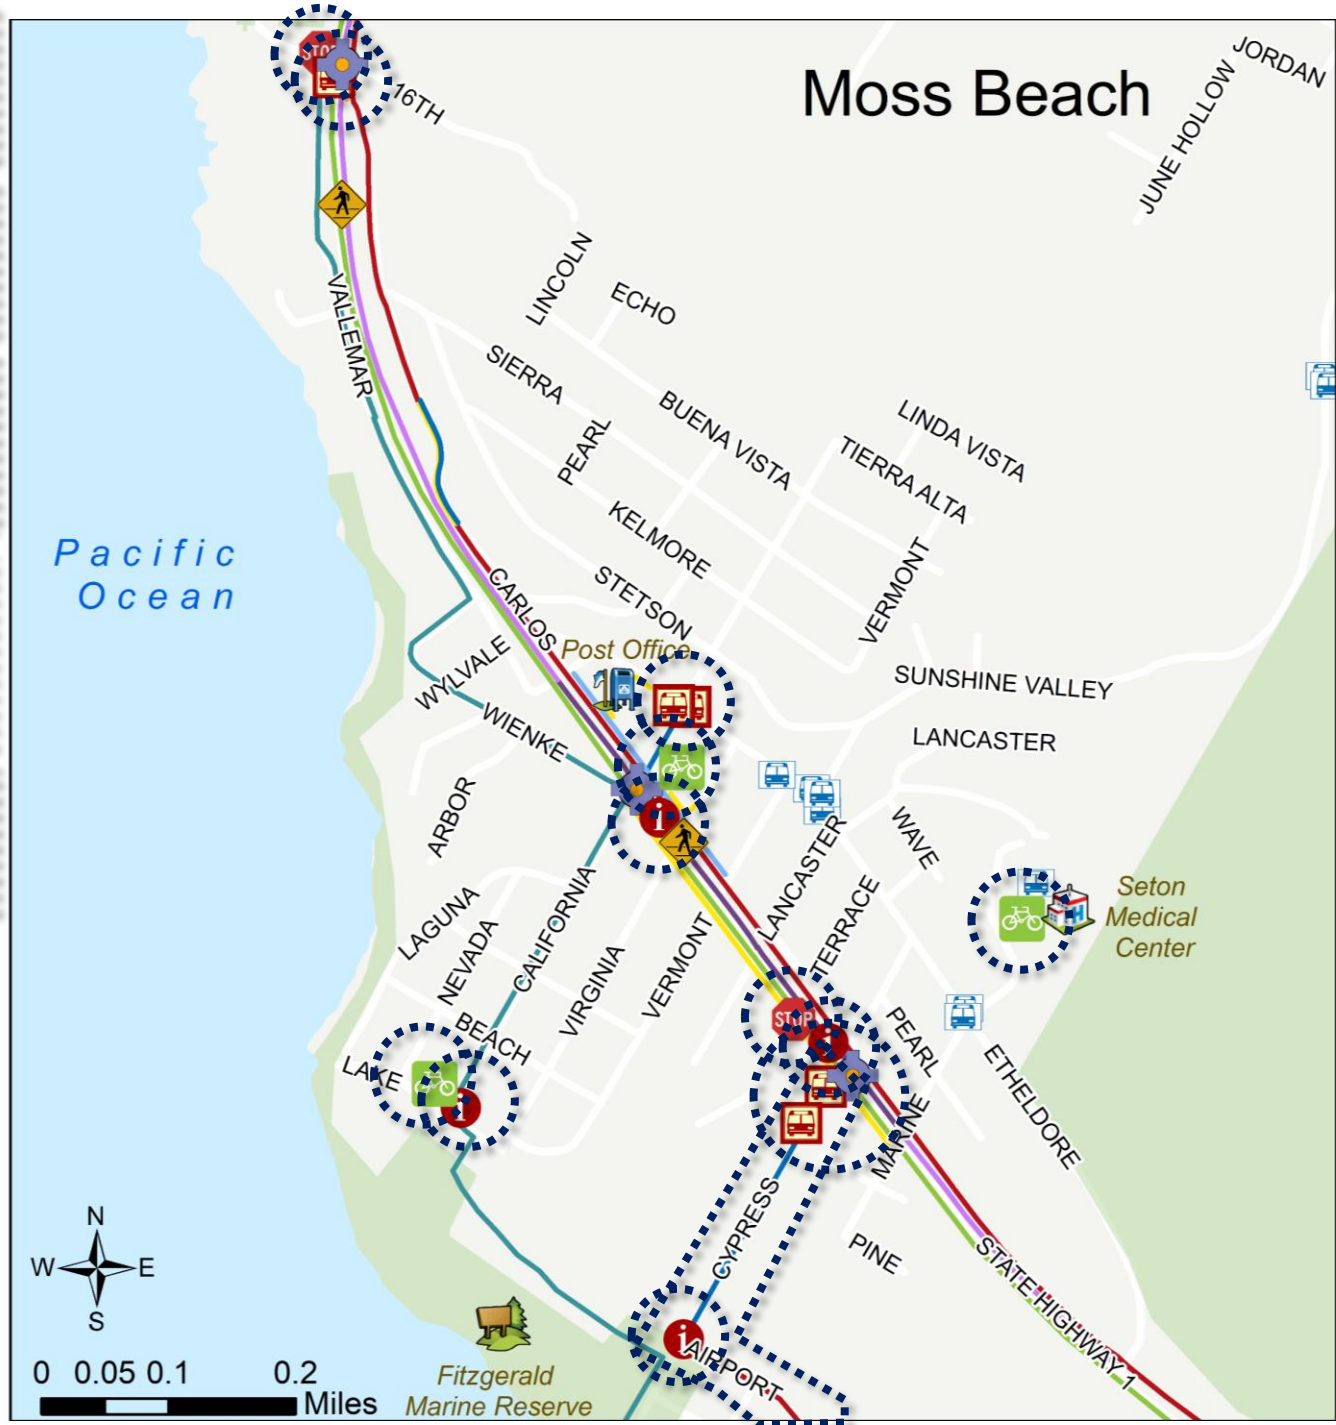 Moss Beach
JORDAN
JUNE HOLLOW
STOP
16TH
LINCOLN
ECHO
VALLEMAR
SIERRA
BUENA VISTA
LINDA VISTA
PEARL
TIERRA ALTA
KELMORE
Pacific
Ocean
CARLOS
STETSON
VERMONT
Post Office
WYLVALE
SUNSHINE VALLEY
WIENKE
LANCASTER
ARBOR
i
WAVE
LANCASTER
H
Seton
Medical
Center
LAGUNA
NEVADA
CALIFORNIA
VIRGINIA
VERMONT
TERRACE
STOP
BEACH
PEARL
LAKE
i
ETHELDORE
MARINE
CYPRESS
PINE
STATE HIGHWAY 1
N
W E
S
i
AIRPORT
Fitzgerald
Marine Reserve
0 0.05 0.1 0.2
Miles